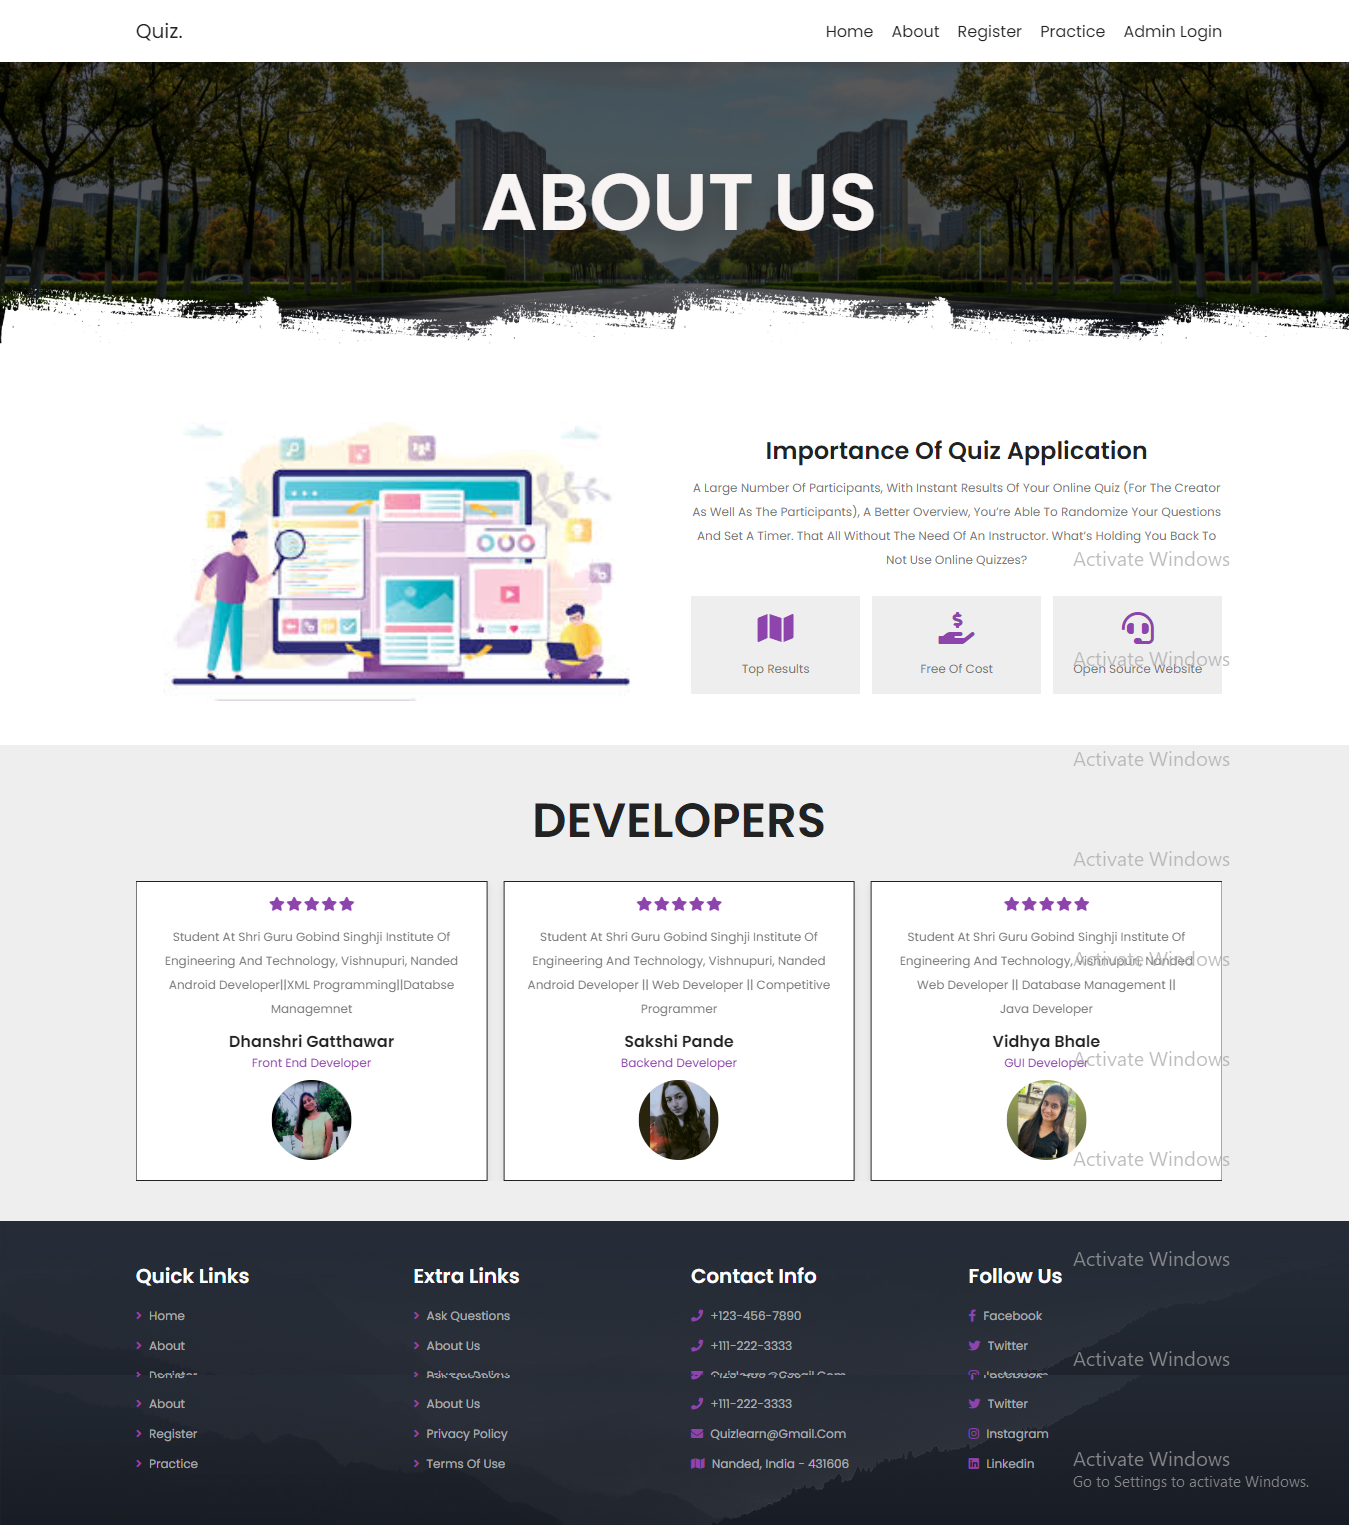 Quiz.
Home About Register Practice Admin Login
ABOUT US
Importance Of Quiz Application
A Large Number Of Participants, With Instant Results Of Your Online Quiz (For The Creator
As Well As The Participants), A Better Overview, You're Able To Randomize Your Questions
And Set A Timer. That All Without The Need Of An Instructor. What's Holding You Back To
Not Use Online Quizzes?
Activate Windows
Top Results
Free Of Cost
Open Source Website
Activate Windows
Activate Windows
DEVELOPERS
Activate Windows
Student At Shri Guru Gobind Singhji Institute Of
Engineering And Technology, Vishnupuri, Nanded
Android Developer||XML Programming||Databse
Managemnet
Dhanshri Gatthawar
Front End Developer
Student At Shri Guru Gobind Singhji Institute Of
Engineering And Technology, Vishnupuri, Nanded
Android Developer || Web Developer || Competitive
Programmer
Sakshi Pande
Backend Developer
Student At Shri Guru Gobind Singhji Institute Of
Engineering And Technology, Vishnupuri, Nanded
Web Developer || Database Management ||
Java Developer
Vidhya Bhale
GUI Developer
Activate Windows
Activate Windows
Activate Windows
Activate Windows
Quick Links
Home
About
About
Register
Practice
Extra Links
Ask Questions
About Us
About Us
Privacy Policy
Terms Of Use
Contact Info
+123-456-7890
+111-222-3333
+111-222-3333
Quizlearn@Gmail.Com
Nanded, India - 431606
Follow Us
Facebook
Twitter
Twitter
Instagram
Linkedin
Activate Windows
Activate Windows
Go to Settings to activate Windows.